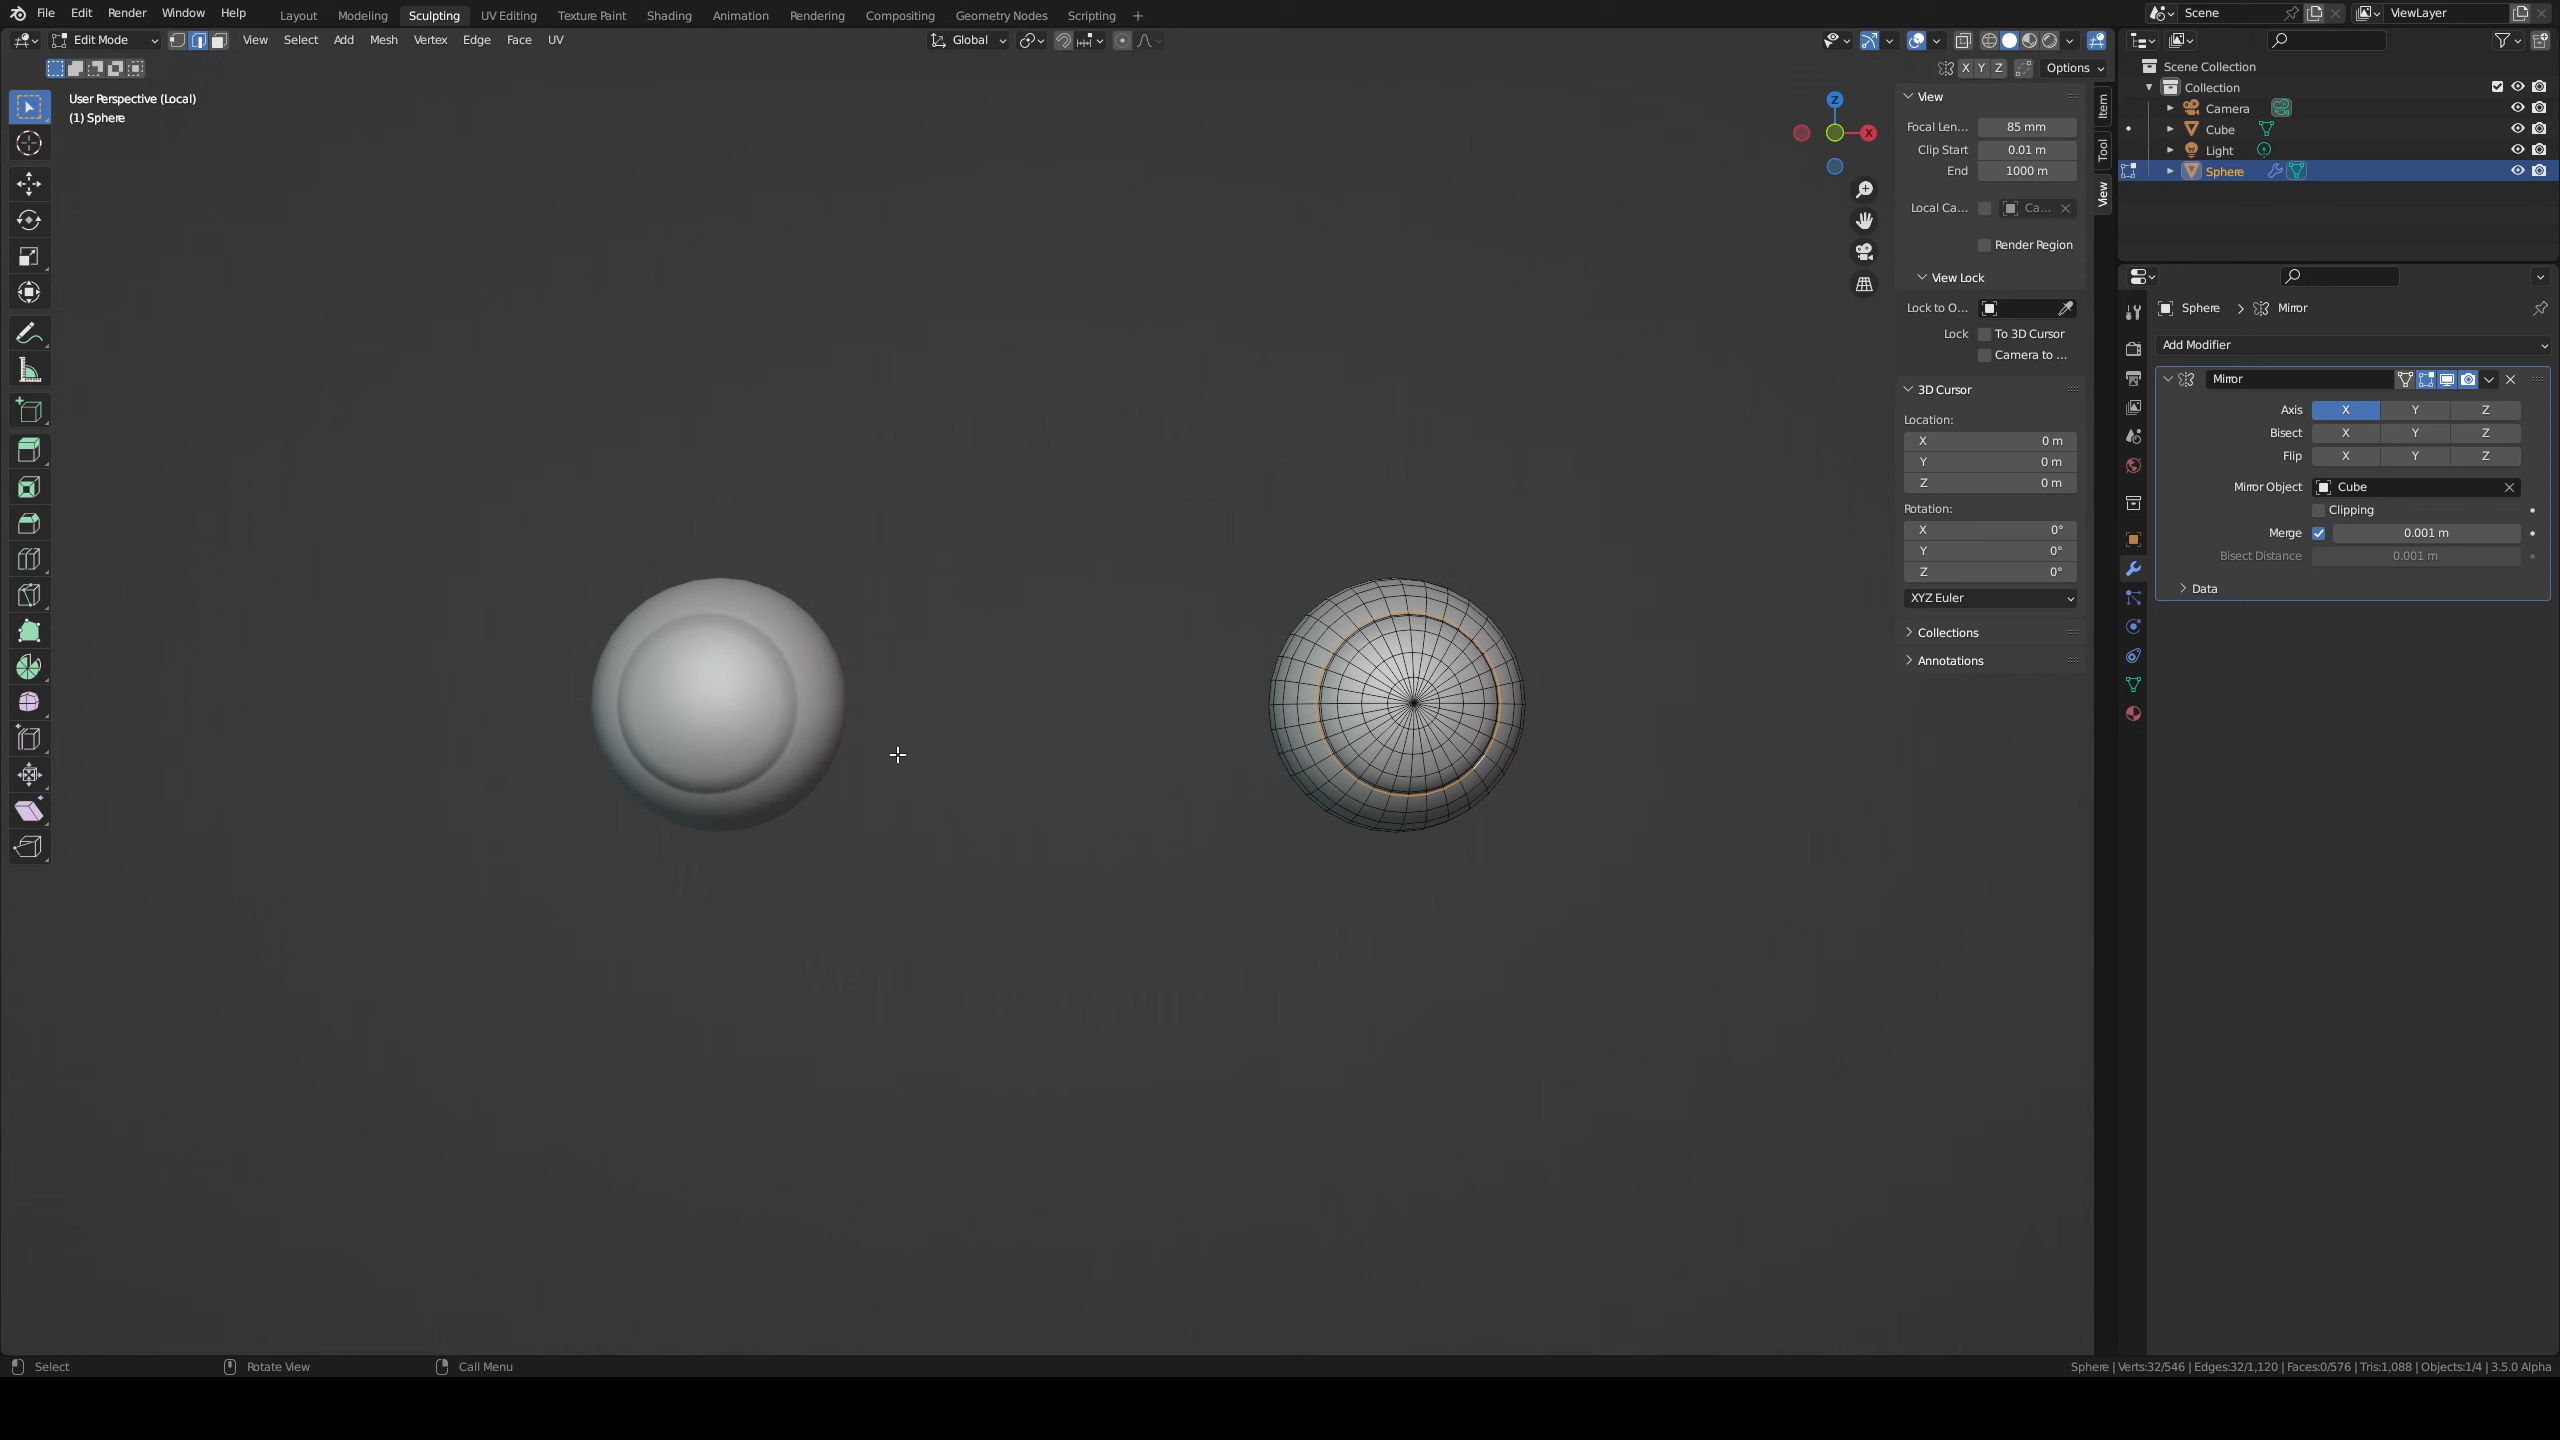 File Edit Render Window Help Layout Modeling Sculpting UV Editing Texture Paint Shading Animation Rendering Compositing Geometry Nodes Scripting + Scene ViewLayer
Edit Mode View Select Add Mesh Vertex Edge Face UV Global
X Y Z Options
User Perspective (Local)
(1) Sphere
Z
X
View
Focal Len... 85 mm
Clip Start 0.01 m
End 1000 m
Local Ca... Ca...
Render Region
View Lock
Lock to O...
Lock To 3D Cursor
Camera to ...
3D Cursor
Location:
X 0 m
Y 0 m
Z 0 m
Rotation:
X 0°
Y 0°
Z 0°
XYZ Euler
Collections
Annotations
Item
Tool
View
Scene Collection
Collection
Camera
Cube
Light
Sphere
Sphere > Mirror
Add Modifier
Mirror
Axis X Y Z
Bisect X Y Z
Flip X Y Z
Mirror Object Cube
Clipping
Merge 0.001 m
Bisect Distance 0.001 m
Data
Select Rotate View Call Menu
Sphere | Verts:32/546 | Edges:32/1,120 | Faces:0/576 | Tris:1,088 | Objects:1/4 | 3.5.0 Alpha